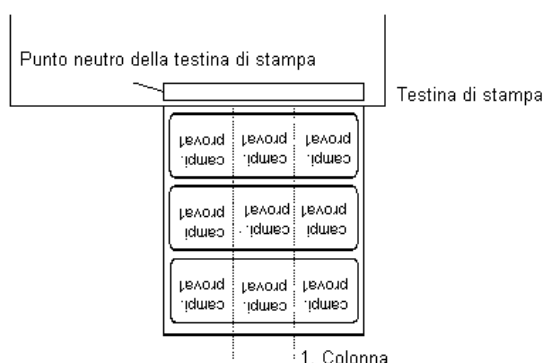 Punto neutro della testina di stampa
Testina di stampa
campi. campi. campi.
prova1 prova1 prova1
campi. campi. campi.
prova1 prova1 prova1
campi. campi. campi.
prova1 prova1 prova1
1. Colonna